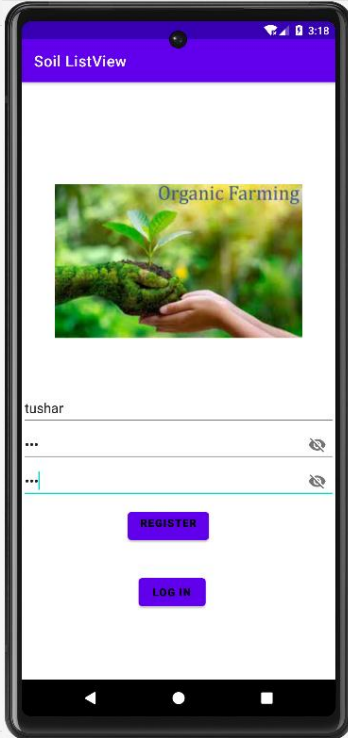 3:18
Soil ListView
Organic Farming
tushar
•••
•••
REGISTER
LOG IN